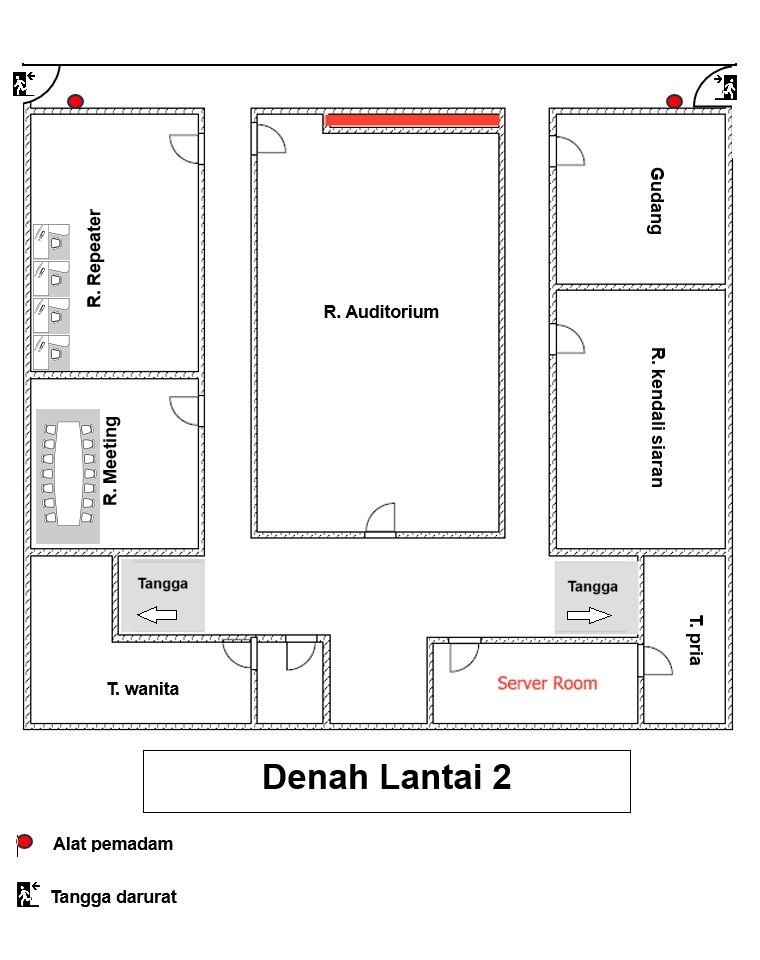 Gudang
R. Repeater
R. Auditorium
R. kendali siaran
R. Meeting
Tangga
Tangga
T. pria
Server Room
T. wanita
Denah Lantai 2
Alat pemadam
Tangga darurat